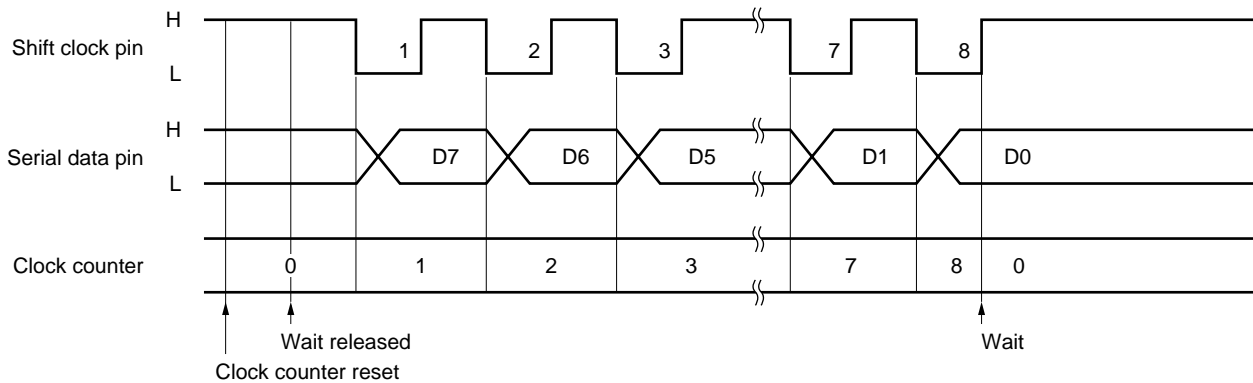 H
Shift clock pin 1 2 3 7 8
L
H
Serial data pin D7 D6 D5 D1 D0
L
Clock counter 0 1 2 3 7 8 0
Wait released Wait
Clock counter reset